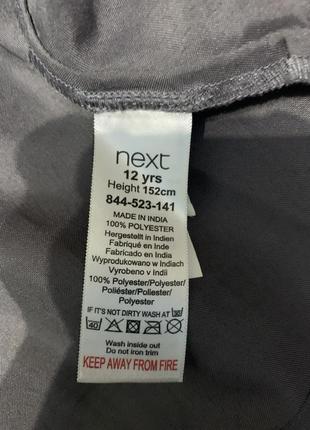 next
12 yrs
Height 152cm
844-523-141
MADE IN INDIA
100% POLYESTER
Hergestellt in Indien
Fabriqué en Inde
Fabricado en India
Wyprodukowano w Indiach
Vyrobeno v Indii
100% Polyester/Polyester/
Poliéster/Poliester/
Polyester
IF IT'S NOT DIRTY WASH AT 30
40
Wash inside out
Do not iron trim
KEEP AWAY FROM FIRE